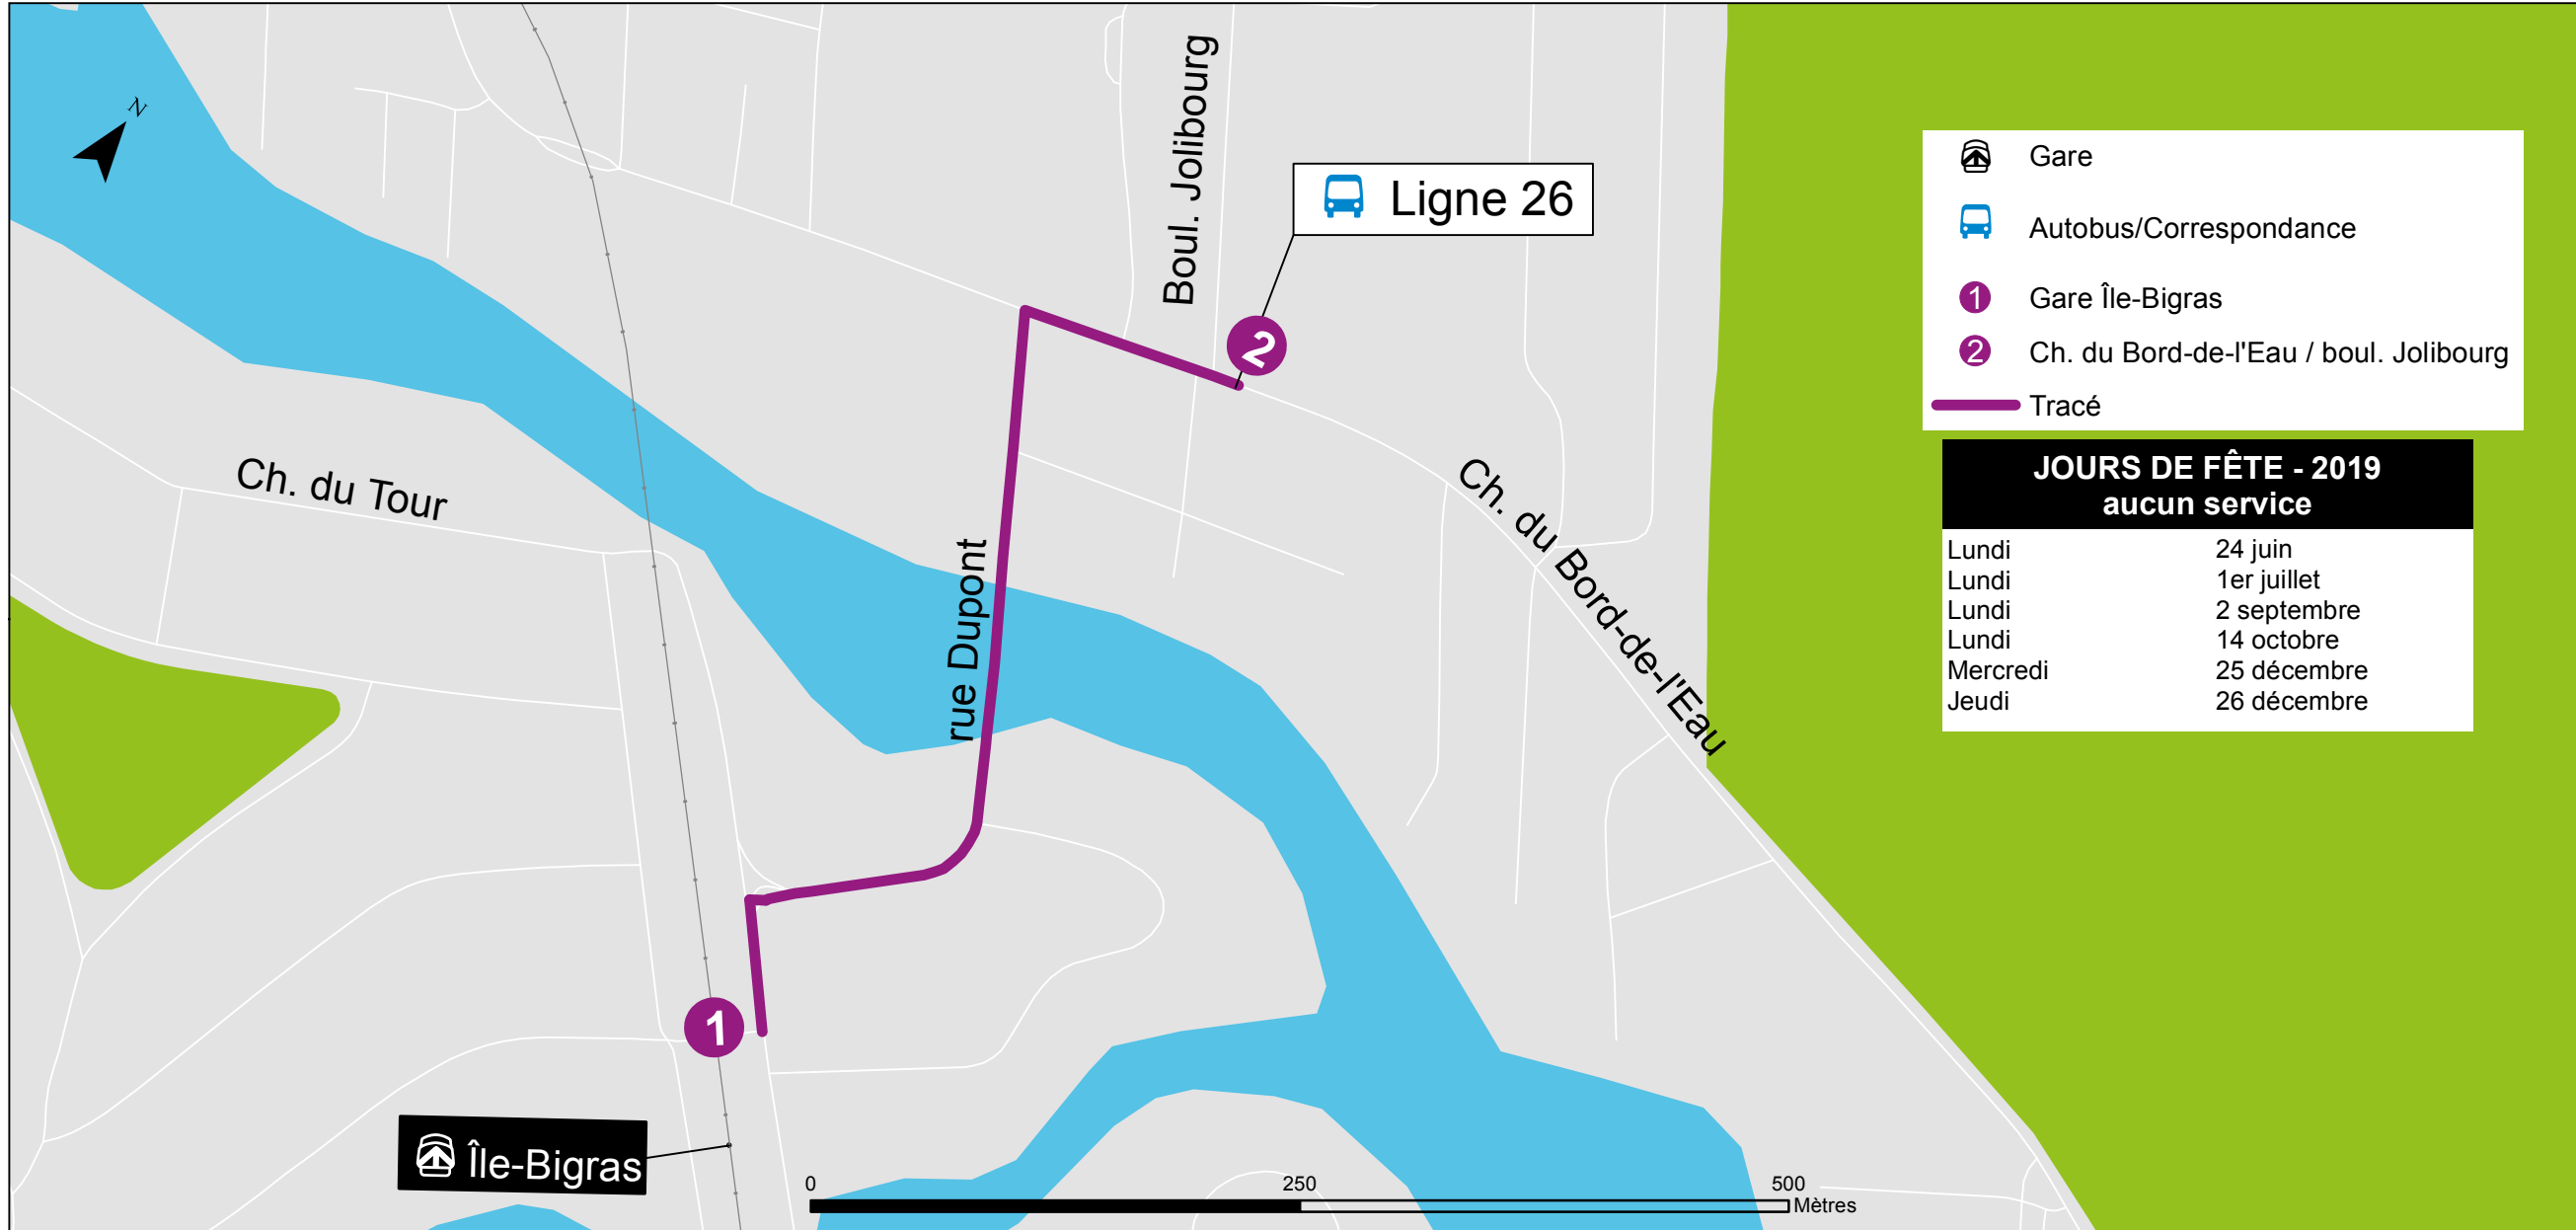 N
Boul. Jolibourg
Ligne 26
2
Ch. du Tour
rue Dupont
Ch. du Bord-de-l'Eau
1
Île-Bigras
0 250 500
Mètres
Gare
Autobus/Correspondance
1 Gare Île-Bigras
2 Ch. du Bord-de-l'Eau / boul. Jolibourg
Tracé
JOURS DE FÊTE - 2019
aucun service
Lundi 24 juin
Lundi 1er juillet
Lundi 2 septembre
Lundi 14 octobre
Mercredi 25 décembre
Jeudi 26 décembre